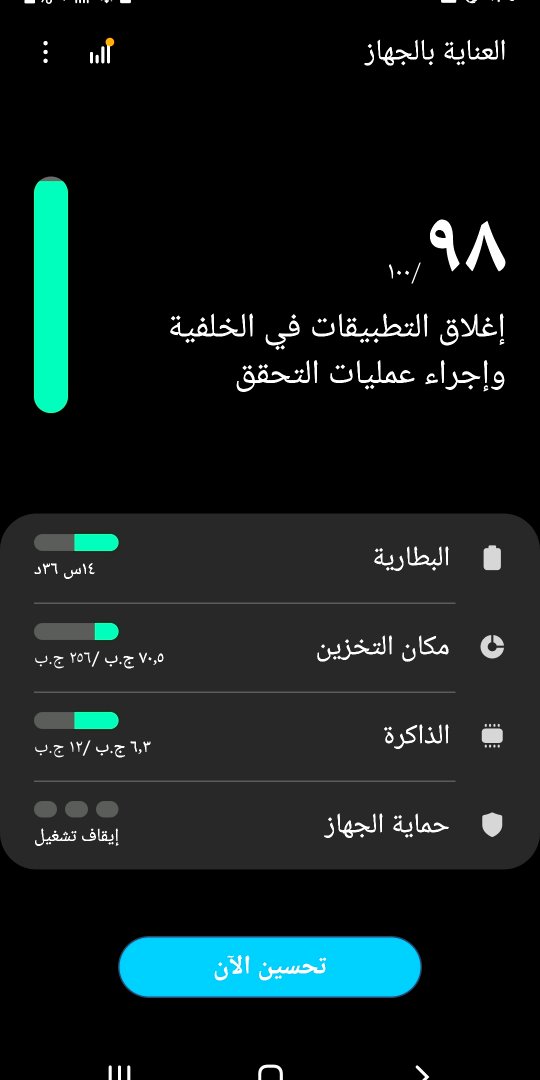 العناية بالجهاز
٩٨
/١٠٠
إغلاق التطبيقات في الخلفية
وإجراء عمليات التحقق
البطارية
١٤س ٣٦د
مكان التخزين
٧٠,٥ ج.ب /٢٥٦ ج.ب
الذاكرة
٦,٣ ج.ب /١٢ ج.ب
حماية الجهاز
إيقاف تشغيل
تحسين الآن